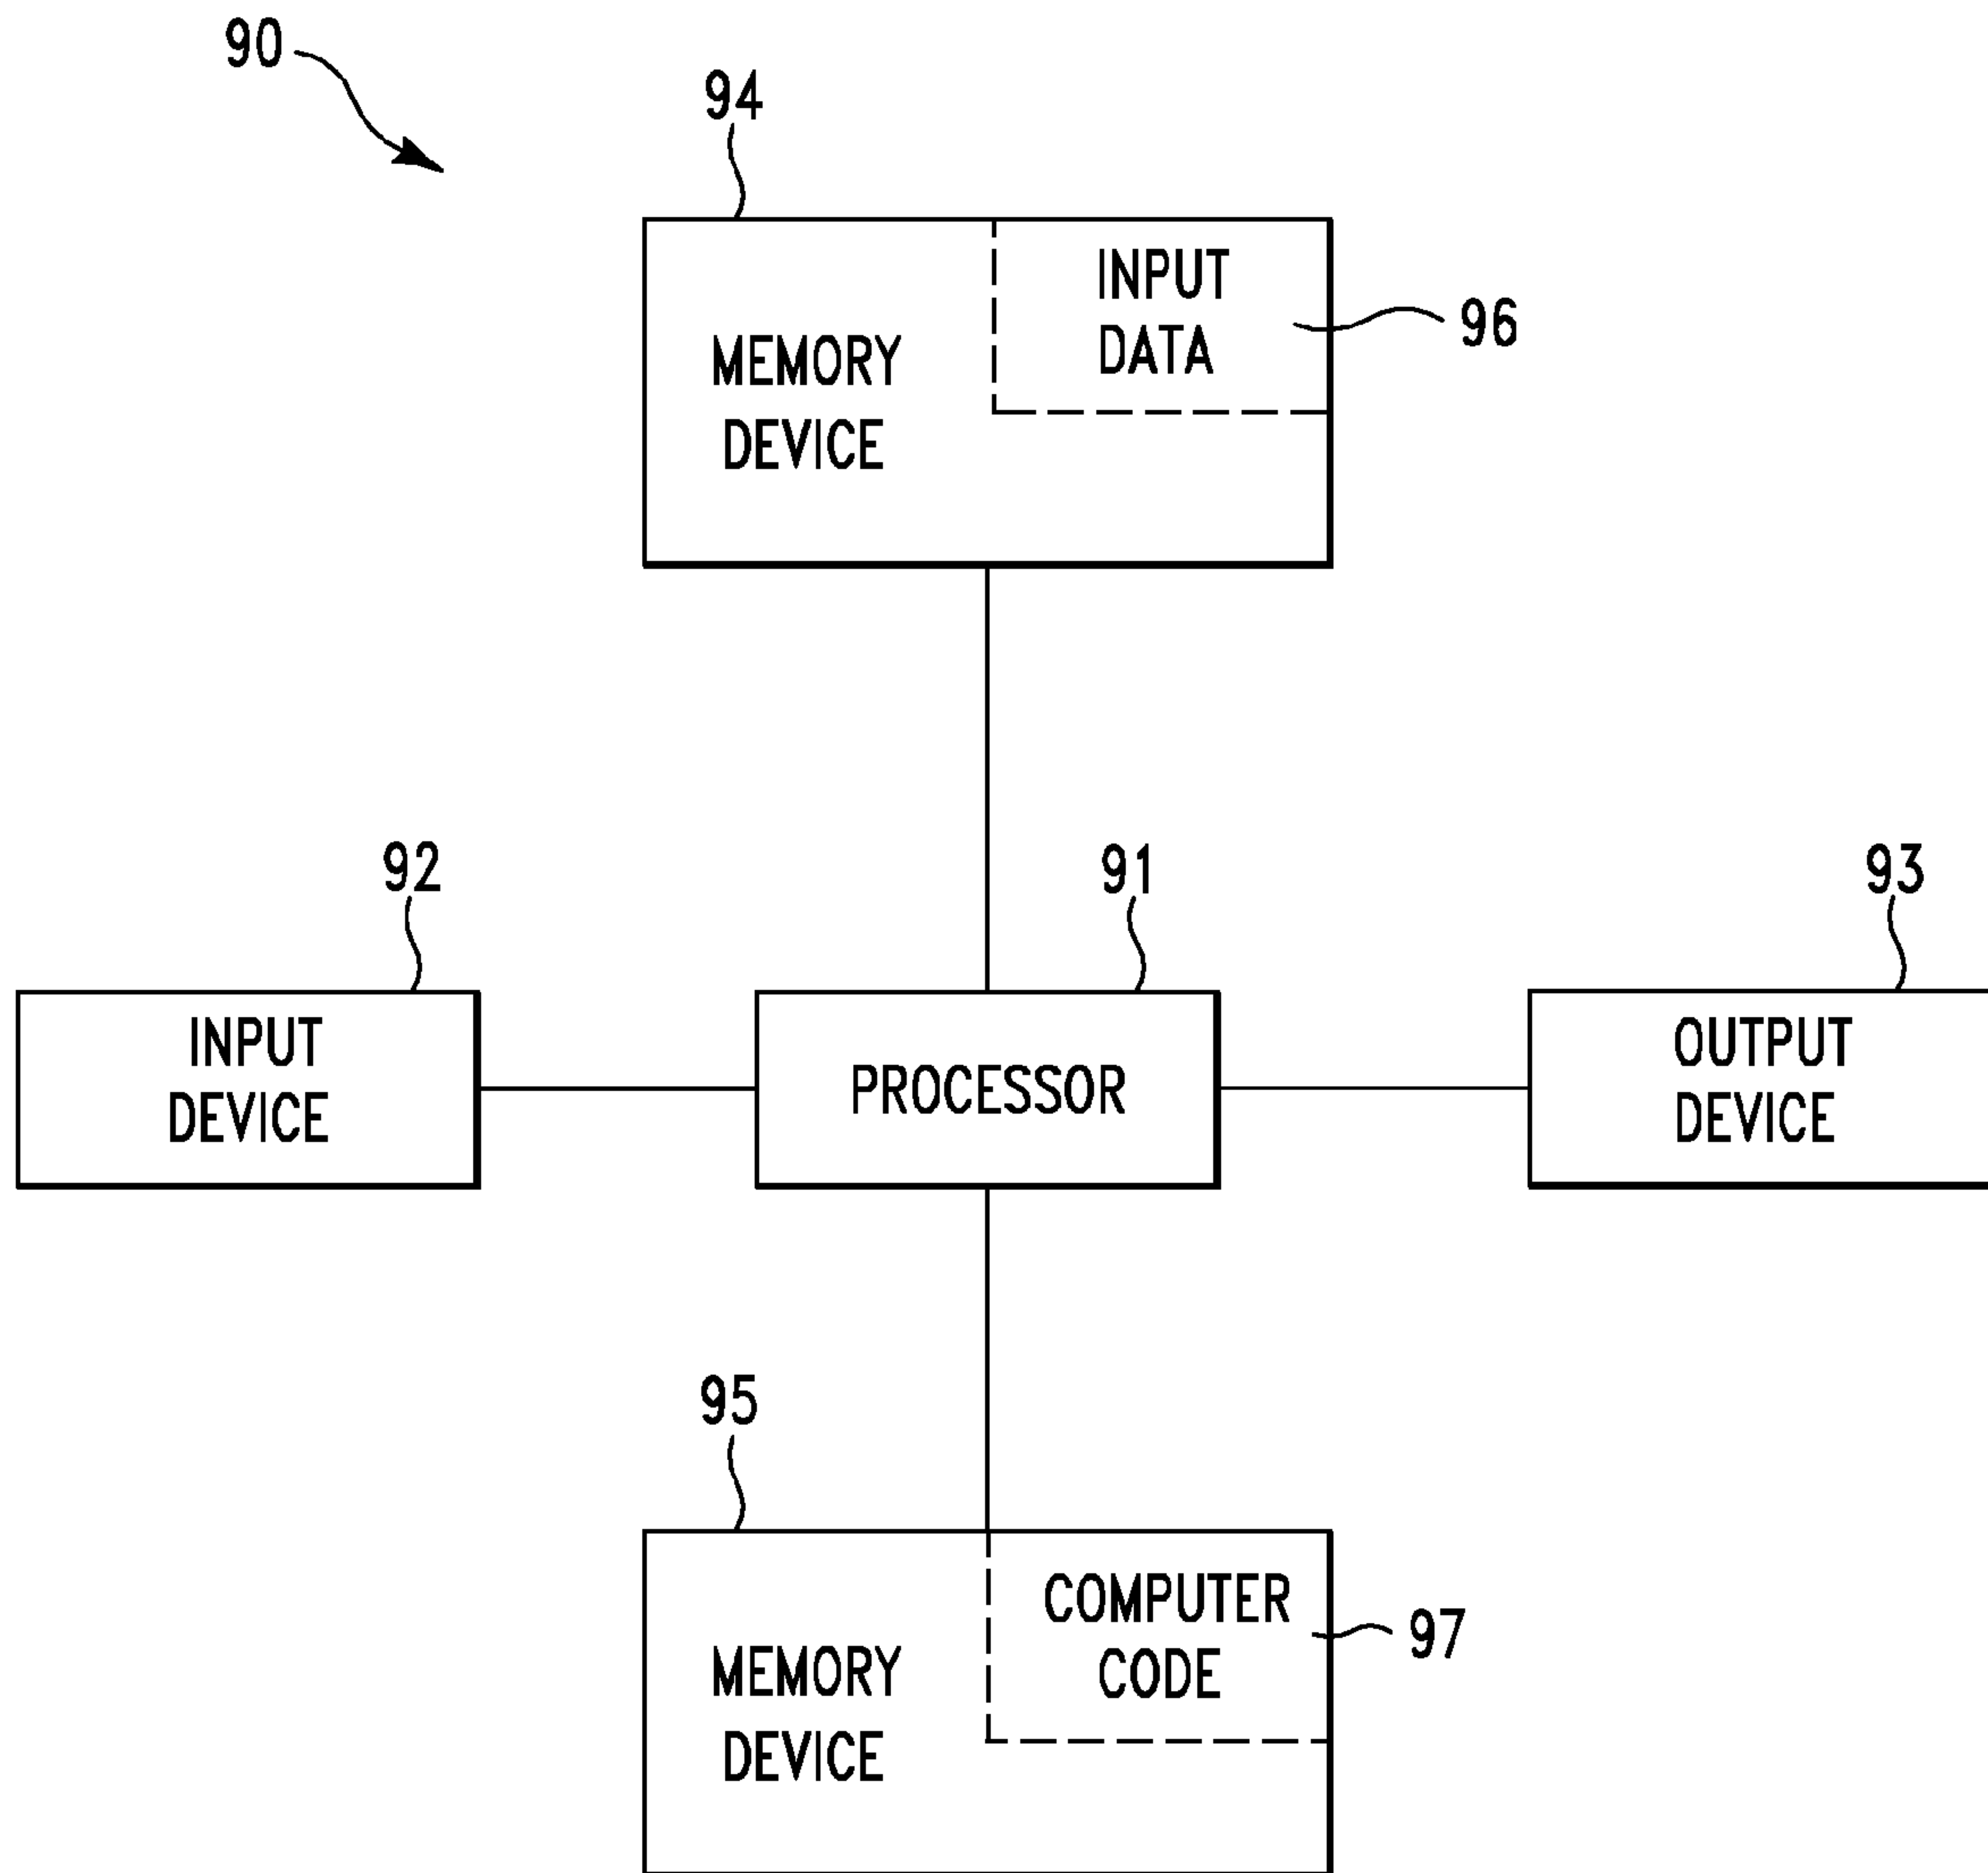 90
94
INPUT
DATA
96
MEMORY
DEVICE
92
91
93
INPUT
DEVICE
PROCESSOR
OUTPUT
DEVICE
95
COMPUTER
CODE
97
MEMORY
DEVICE